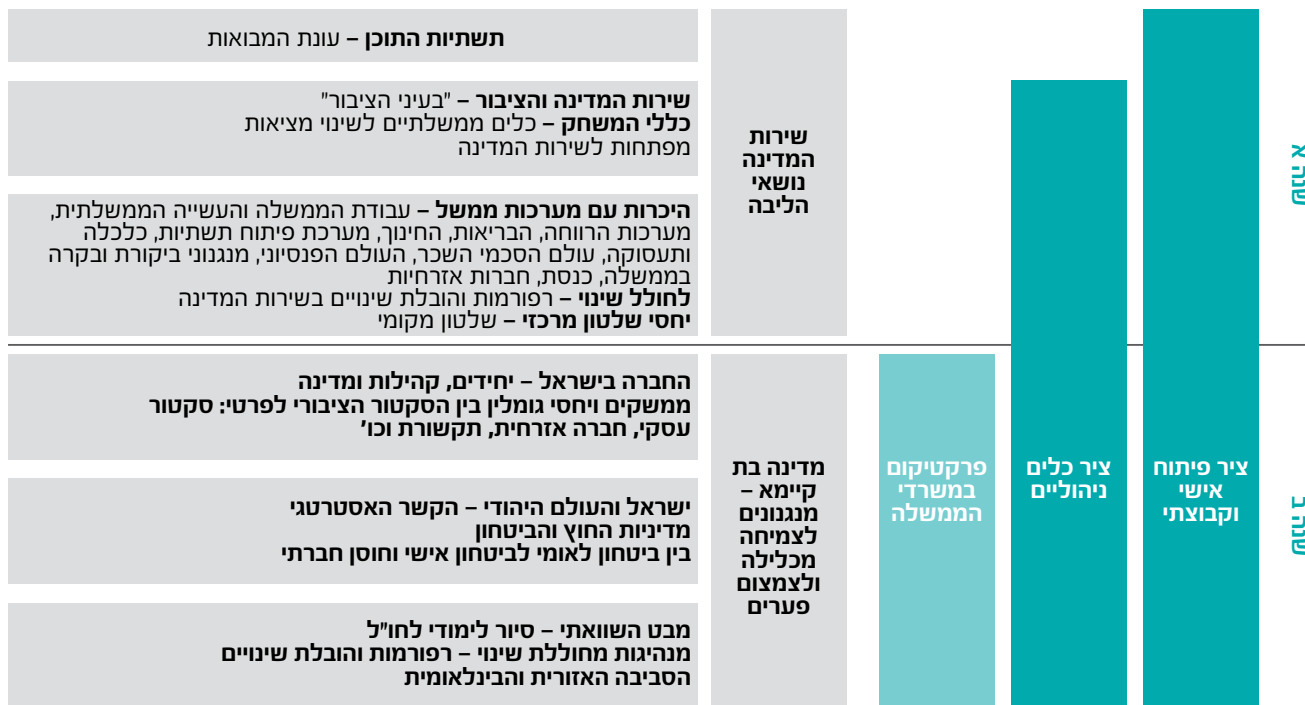 שנה א
שנה ב
ציר פיתוח
אישי
וקבוצתי
ציר כלים
ניהוליים
פרקטיקום
במשרדי
הממשלה
שירות
המדינה
נושאי
הליבה
תשתיות התוכן – עונת המבואות
שירות המדינה והציבור – "בעיני הציבור"
כללי המשחק – כלים ממשלתיים לשינוי מציאות
מפתחות לשירות המדינה
היכרות עם מערכות ממשל – עבודת הממשלה והעשייה הממשלתית,
מערכות הרווחה, הבריאות, החינוך, מערכת פיתוח תשתיות, כלכלה
ותעסוקה, עולם הסכמי השכר, העולם הפנסיוני, מנגנוני ביקורת ובקרה
בממשלה, כנסת, חברות אזרחיות
לחולל שינוי – רפורמות והובלת שינויים בשירות המדינה
יחסי שלטון מרכזי – שלטון מקומי
מדינה בת
קיימא –
מנגנונים
לצמיחה
מכלילה
ולצמצום
פערים
החברה בישראל – יחידים, קהילות ומדינה
ממשקים ויחסי גומלין בין הסקטור הציבורי לפרטי: סקטור
עסקי, חברה אזרחית, תקשורת וכו'
ישראל והעולם היהודי – הקשר האסטרטגי
מדיניות החוץ והביטחון
בין ביטחון לאומי לביטחון אישי וחוסן חברתי
מבט השוואתי – סיור לימודי לחו"ל
מנהיגות מחוללת שינוי – רפורמות והובלת שינויים
הסביבה האזורית והבינלאומית